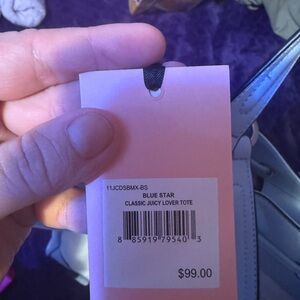 11JCDSBMX-BS
BLUE STAR
CLASSIC JUICY LOVER TOTE
8 85919 79540 3
$99.00